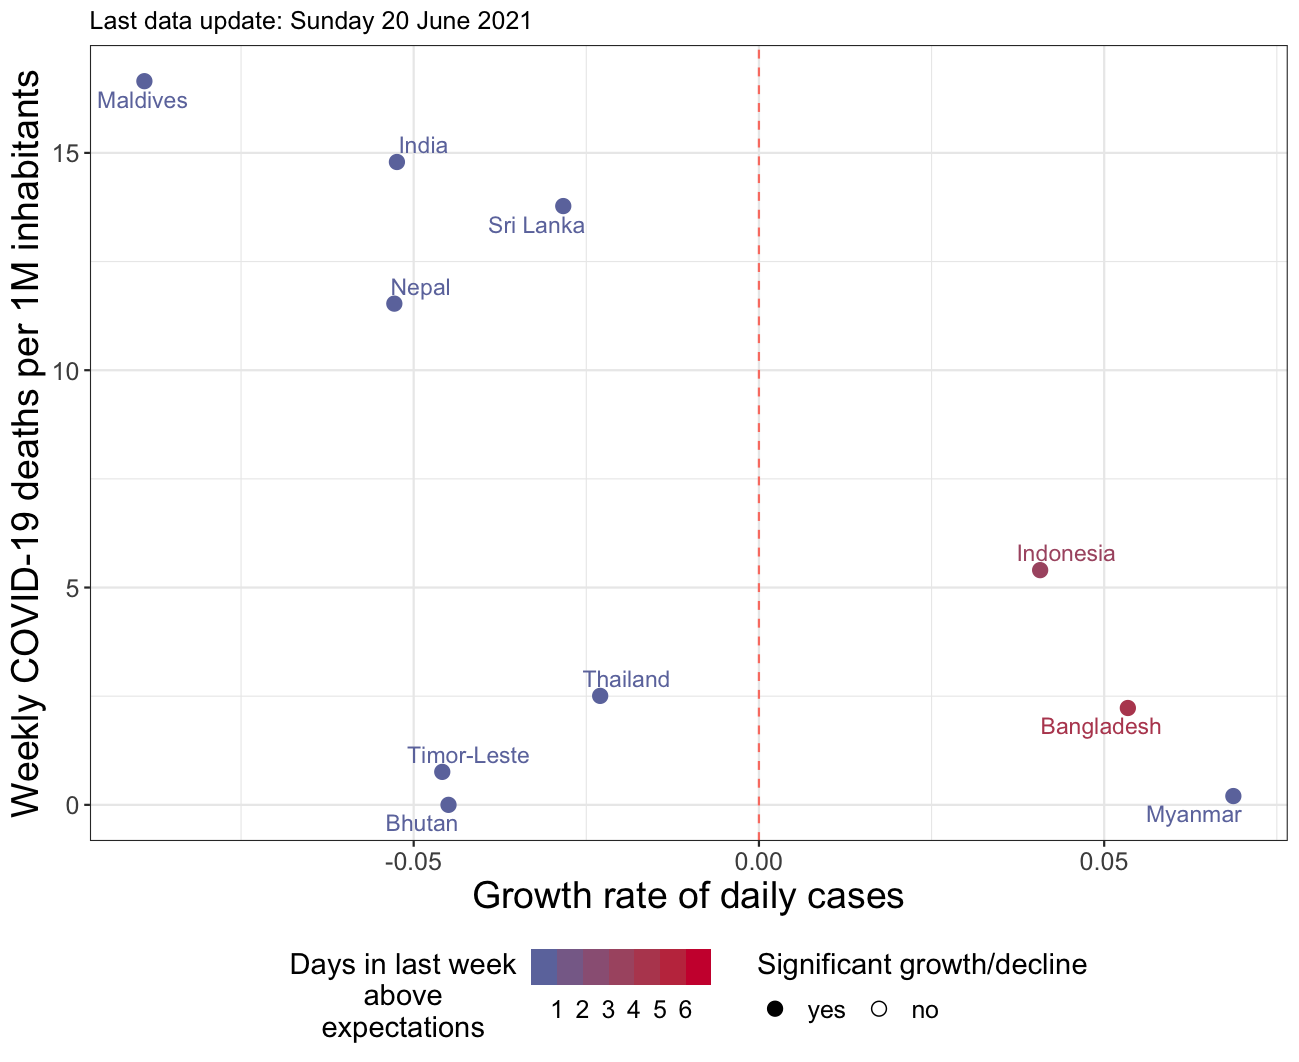 Last data update: Sunday 20 June 2021
Weekly COVID-19 deaths per 1M inhabitants
15
10
5
0
Maldives
India
Sri Lanka
Nepal
Indonesia
Thailand
Bangladesh
Timor-Leste
Bhutan
Myanmar
-0.05
0.00
0.05
Growth rate of daily cases
Days in last week
above
expectations
1 2 3 4 5 6
Significant growth/decline
yes
no